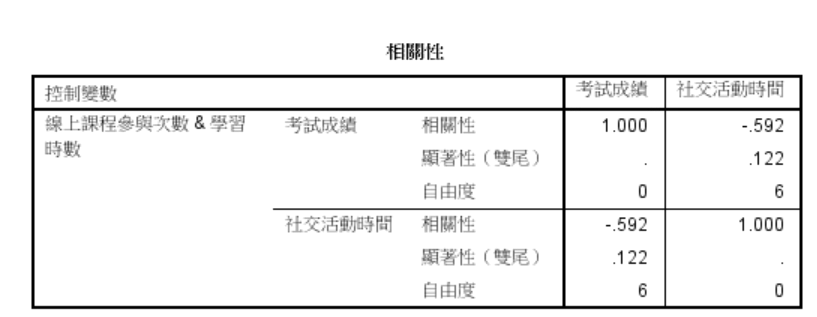 相關性
控制變數 考試成績 社交活動時間
線上課程參與次數 & 學習時數 考試成績 相關性 1.000 -.592
顯著性（雙尾） . .122
自由度 0 6
社交活動時間 相關性 -.592 1.000
顯著性（雙尾） .122 .
自由度 6 0